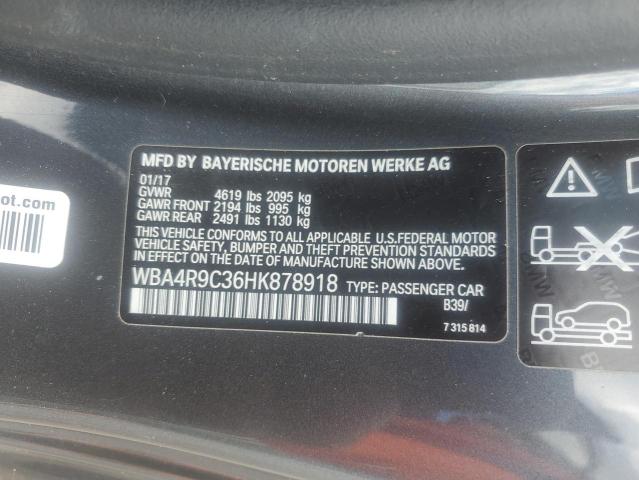 MFD BY BAYERISCHE MOTOREN WERKE AG
01/17
GVWR 4619 lbs 2095 kg
GAWR FRONT 2194 lbs 995 kg
GAWR REAR 2491 lbs 1130 kg
THIS VEHICLE CONFORMS TO ALL APPLICABLE U.S.FEDERAL MOTOR
VEHICLE SAFETY, BUMPER AND THEFT PREVENTION STANDARDS
IN EFFECT ON THE DATE OF MANUFACTURE SHOWN ABOVE.
WBA4R9C36HK878918 TYPE: PASSENGER CAR
B39/
7 315 814
ot.com
BMW